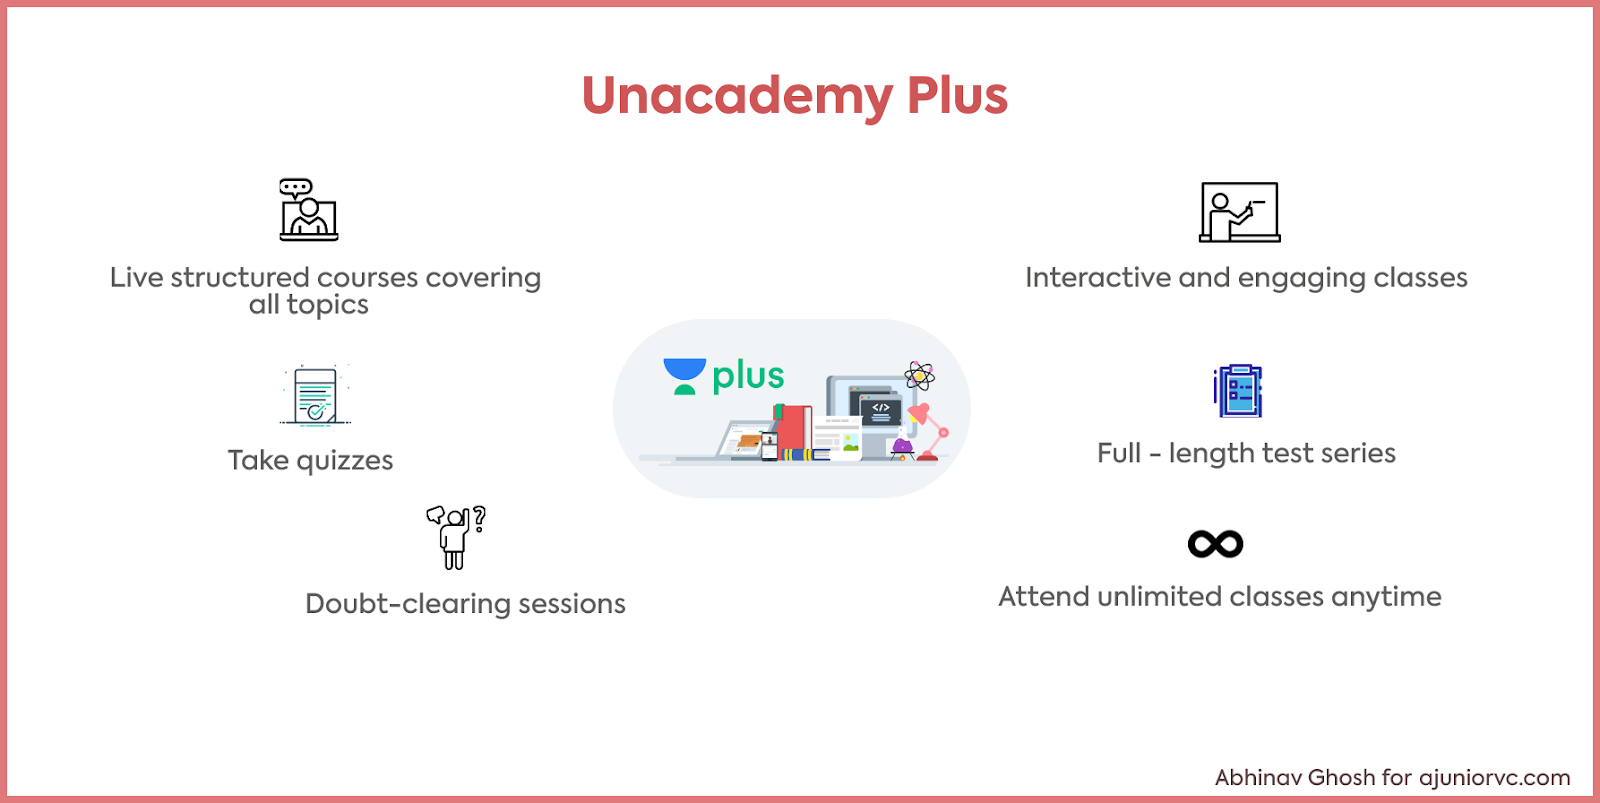 Unacademy Plus
Live structured courses covering
all topics
Interactive and engaging classes
plus
</>
Take quizzes
Full - length test series
?
Doubt-clearing sessions
Attend unlimited classes anytime
Abhinav Ghosh for ajuniorvc.com